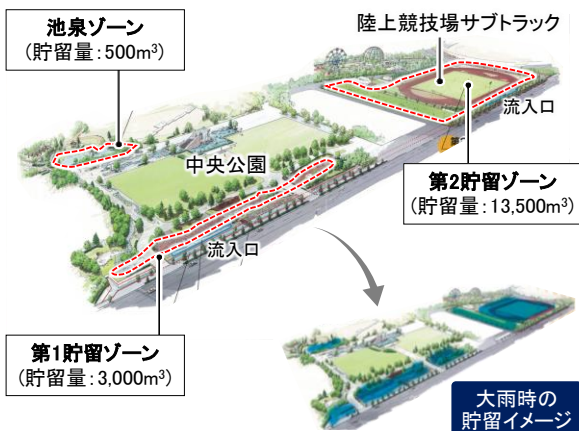 池泉ゾーン
（貯留量：500m³）
陸上競技場サブトラック
流入口
中央公園
第2貯留ゾーン
（貯留量：13,500m³）
流入口
第1貯留ゾーン
（貯留量：3,000m³）
大雨時の
貯留イメージ